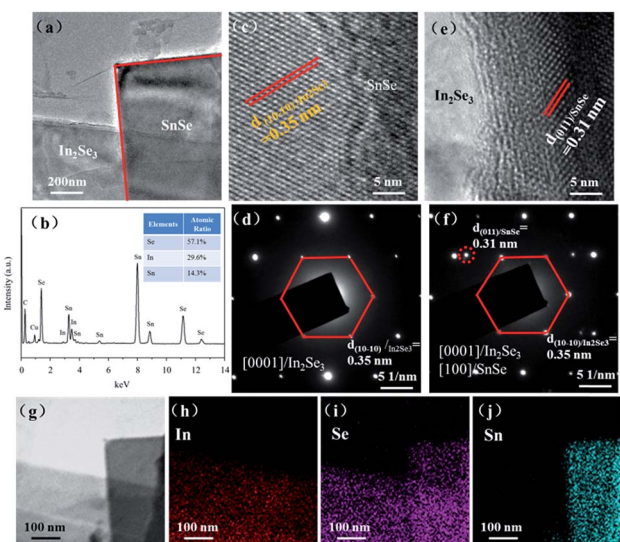 (a)
SnSe
In2Se3
200nm
(c)
SnSe
d(10-10)/In2Se3
=0.35 nm
5 nm
(e)
In2Se3
d(011)/SnSe
=0.31 nm
5 nm
(b)
Elements Atomic Ratio
Se 57.1%
In 29.6%
Sn 14.3%
Intensity (a.u.)
C
Cu
Se
In
Sn
In
Sn
Sn
Sn
Sn
Se
Se
0 2 4 6 8 10 12 14
keV
(d)
d(10-10)/In2Se3=
0.35 nm
[0001]/In2Se3
5 1/nm
(f)
d(011)/SnSe=
0.31 nm
d(10-10)/In2Se3=
0.35 nm
[0001]/In2Se3
[100]/SnSe
5 1/nm
(g)
100 nm
(h)
In
100 nm
(i)
Se
100 nm
(j)
Sn
100 nm